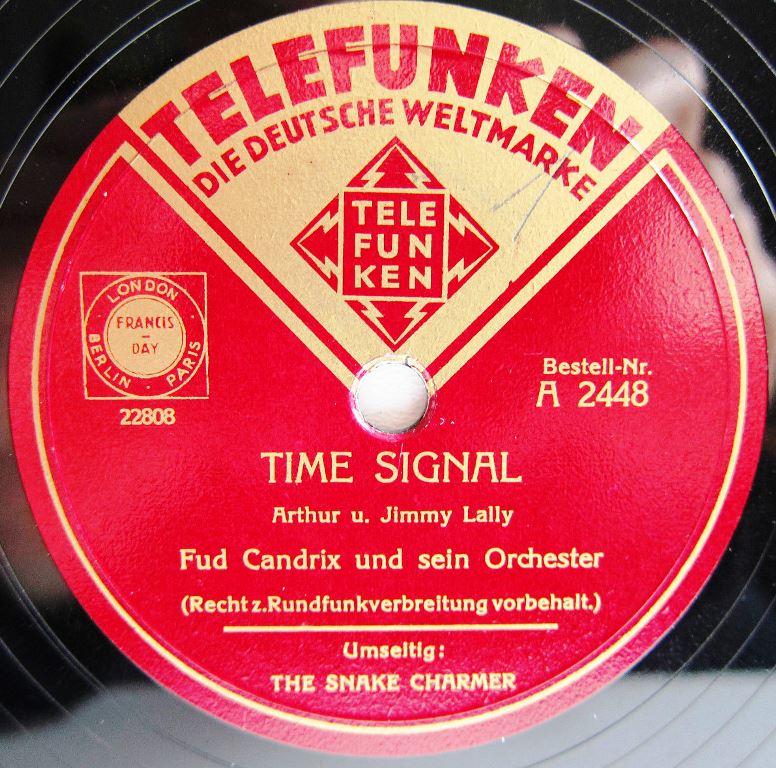 TELEFUNKEN
DIE DEUTSCHE WELTMARKE
TELE
FUN
KEN
LONDON
FRANCIS
-
DAY
BERLIN · PARIS
22808
Bestell-Nr.
A 2448
TIME SIGNAL
Arthur u. Jimmy Lally
Fud Candrix und sein Orchester
(Recht z. Rundfunkverbreitung vorbehalt.)
Umseitig:
THE SNAKE CHARMER